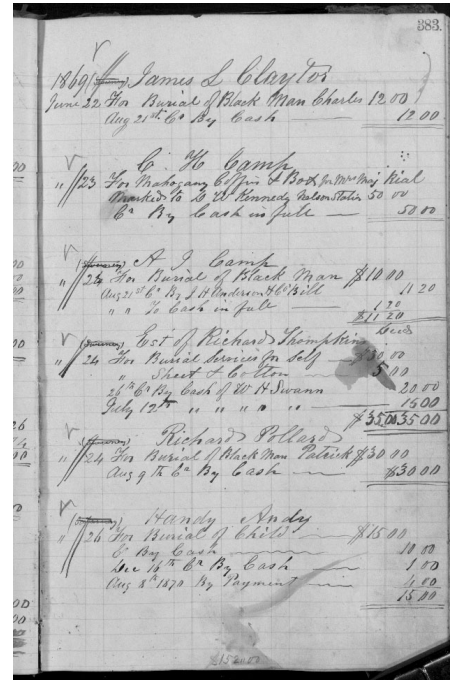 383.
1869 James L Claytor
June 22 For Burial of Black Man Charles 12 00
Aug 21st. Cr By Cash — 12 00
C. H. Camp
" 23 For Mahogany Coffin & Box for Mrs Maj Rial
Marked to L W Kennedy Nelson Station 50 00
Cr By Cash in full — 50 00
A J Camp
" 24 For Burial of Black Man $10 00
Aug 21st Cr By J H Anderson & Co Bill 11 20
" " To Cash in full 1 20
$11 20
Est of Richard Thompkins Decd
" 24 For Burial Services for Self — $30 00
" Sheet & Cotton — 5 00
26th Cr By Cash of W H Swann 20 00
July 12th " " " " " — 15 00
$35 00 35 00
Richard Pollard
" 24 For Burial of Black Man Patrick $30 00
Aug 9th Cr By Cash — $30 00
Handy Andy
" 26 For Burial of Child — $15 00
Cr By Cash 10 00
Dec 16th Cr By Cash — 1 00
Aug 8th 1870 By Payment — 4 00
15 00
$152 00